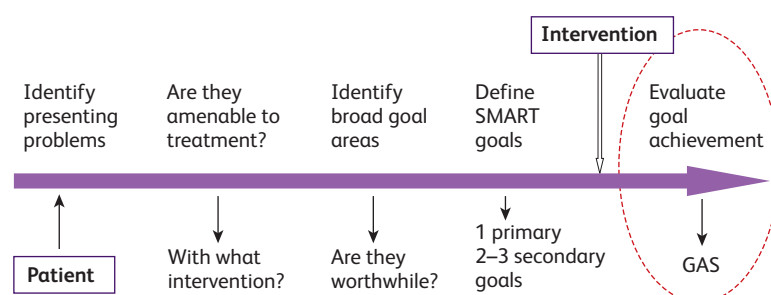 Intervention
Identify
presenting
problems
Are they
amenable to
treatment?
Identify
broad goal
areas
Define
SMART
goals
Evaluate
goal
achievement
Patient
With what
intervention?
Are they
worthwhile?
1 primary
2–3 secondary
goals
GAS